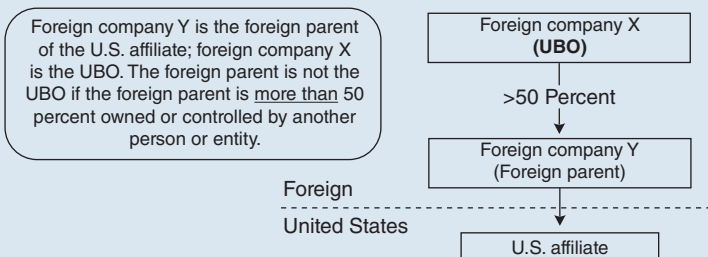 Foreign company Y is the foreign parent
of the U.S. affiliate; foreign company X
is the UBO. The foreign parent is not the
UBO if the foreign parent is more than 50
percent owned or controlled by another
person or entity.
Foreign company X
(UBO)
>50 Percent
Foreign company Y
(Foreign parent)
Foreign
United States
U.S. affiliate